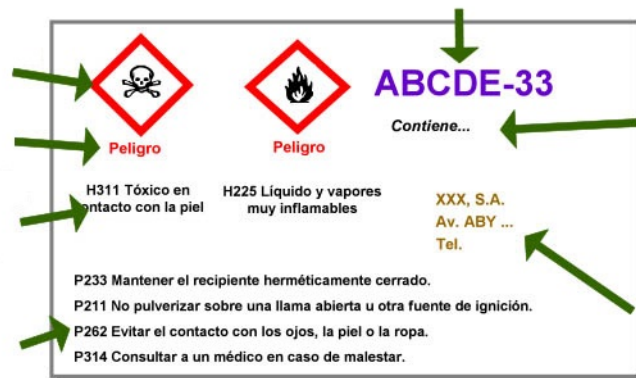 ABCDE-33
Contiene...
Peligro
Peligro
H311 Tóxico en
contacto con la piel
H225 Líquido y vapores
muy inflamables
XXX, S.A.
Av. ABY ...
Tel.
P233 Mantener el recipiente herméticamente cerrado.
P211 No pulverizar sobre una llama abierta u otra fuente de ignición.
P262 Evitar el contacto con los ojos, la piel o la ropa.
P314 Consultar a un médico en caso de malestar.